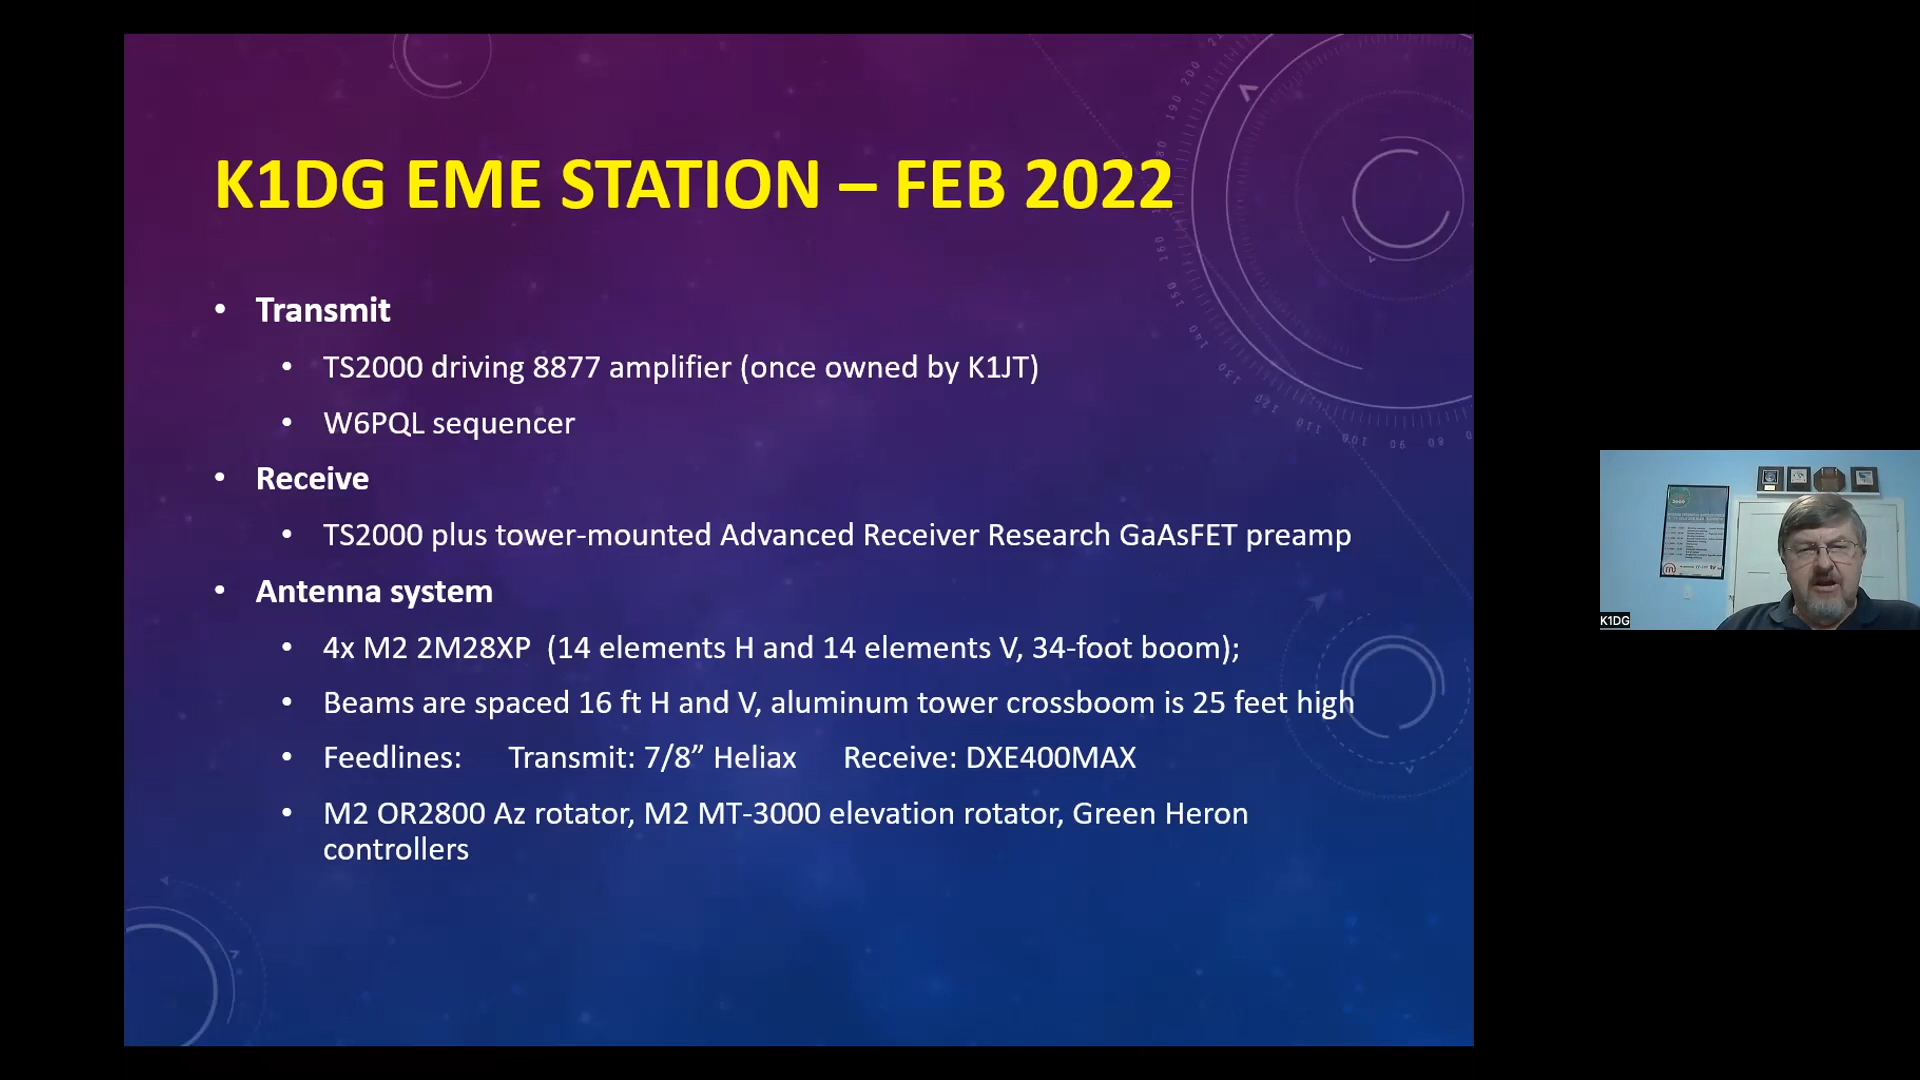 K1DG EME STATION – FEB 2022
• Transmit
• TS2000 driving 8877 amplifier (once owned by K1JT)
• W6PQL sequencer
• Receive
• TS2000 plus tower-mounted Advanced Receiver Research GaAsFET preamp
• Antenna system
• 4x M2 2M28XP (14 elements H and 14 elements V, 34-foot boom);
• Beams are spaced 16 ft H and V, aluminum tower crossboom is 25 feet high
• Feedlines: Transmit: 7/8” Heliax Receive: DXE400MAX
• M2 OR2800 Az rotator, M2 MT-3000 elevation rotator, Green Heron
controllers
K1DG